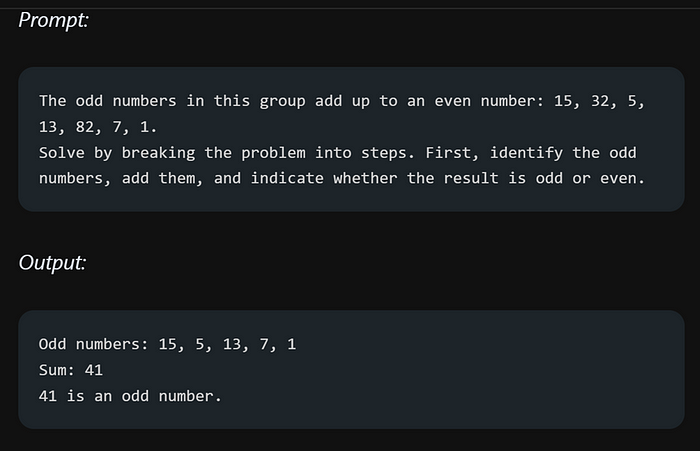 Prompt:
The odd numbers in this group add up to an even number: 15, 32, 5,
13, 82, 7, 1.
Solve by breaking the problem into steps. First, identify the odd
numbers, add them, and indicate whether the result is odd or even.
Output:
Odd numbers: 15, 5, 13, 7, 1
Sum: 41
41 is an odd number.